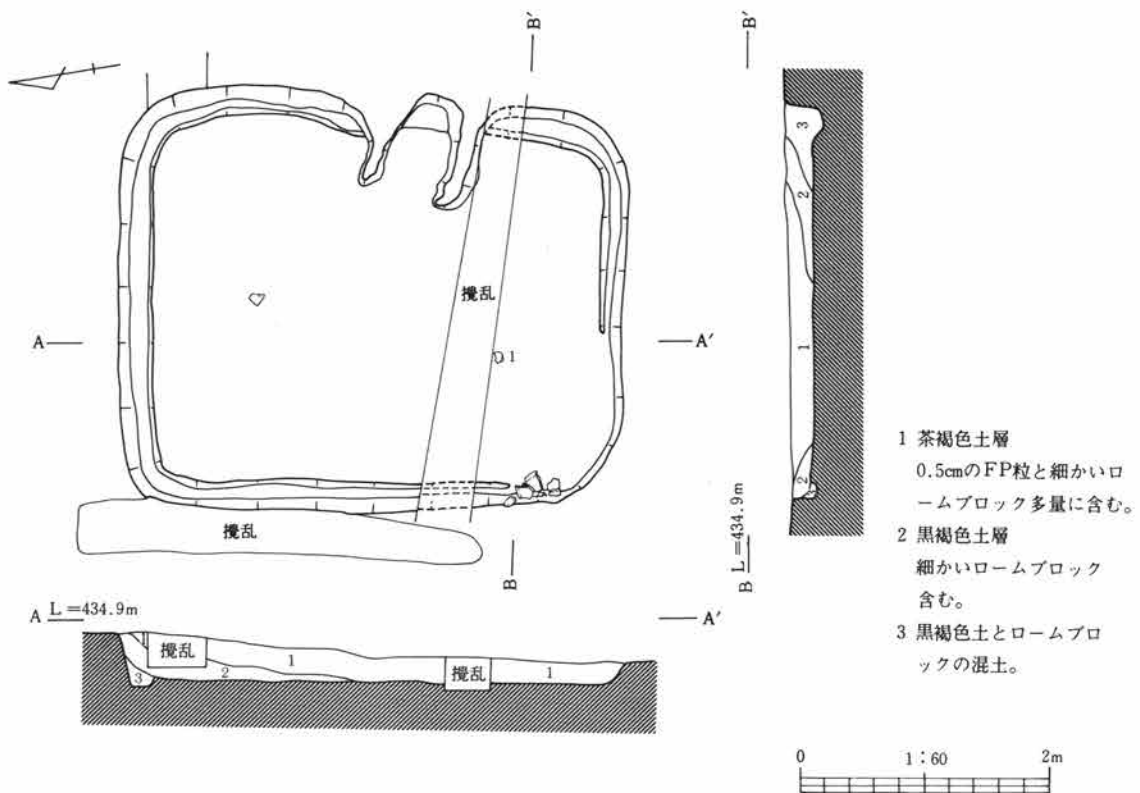 B'
B'
3
2
攪乱
1
A
A'
1
1 茶褐色土層
0.5cmのFP粒と細かいロ
ームブロック多量に含む。
2 黒褐色土層
細かいロームブロック
含む。
3 黒褐色土とロームブロ
ックの混土。
2
攪乱
B
B L=434.9m
A L=434.9m
A'
攪乱
1
2
3
攪乱
1
0 1:60 2m